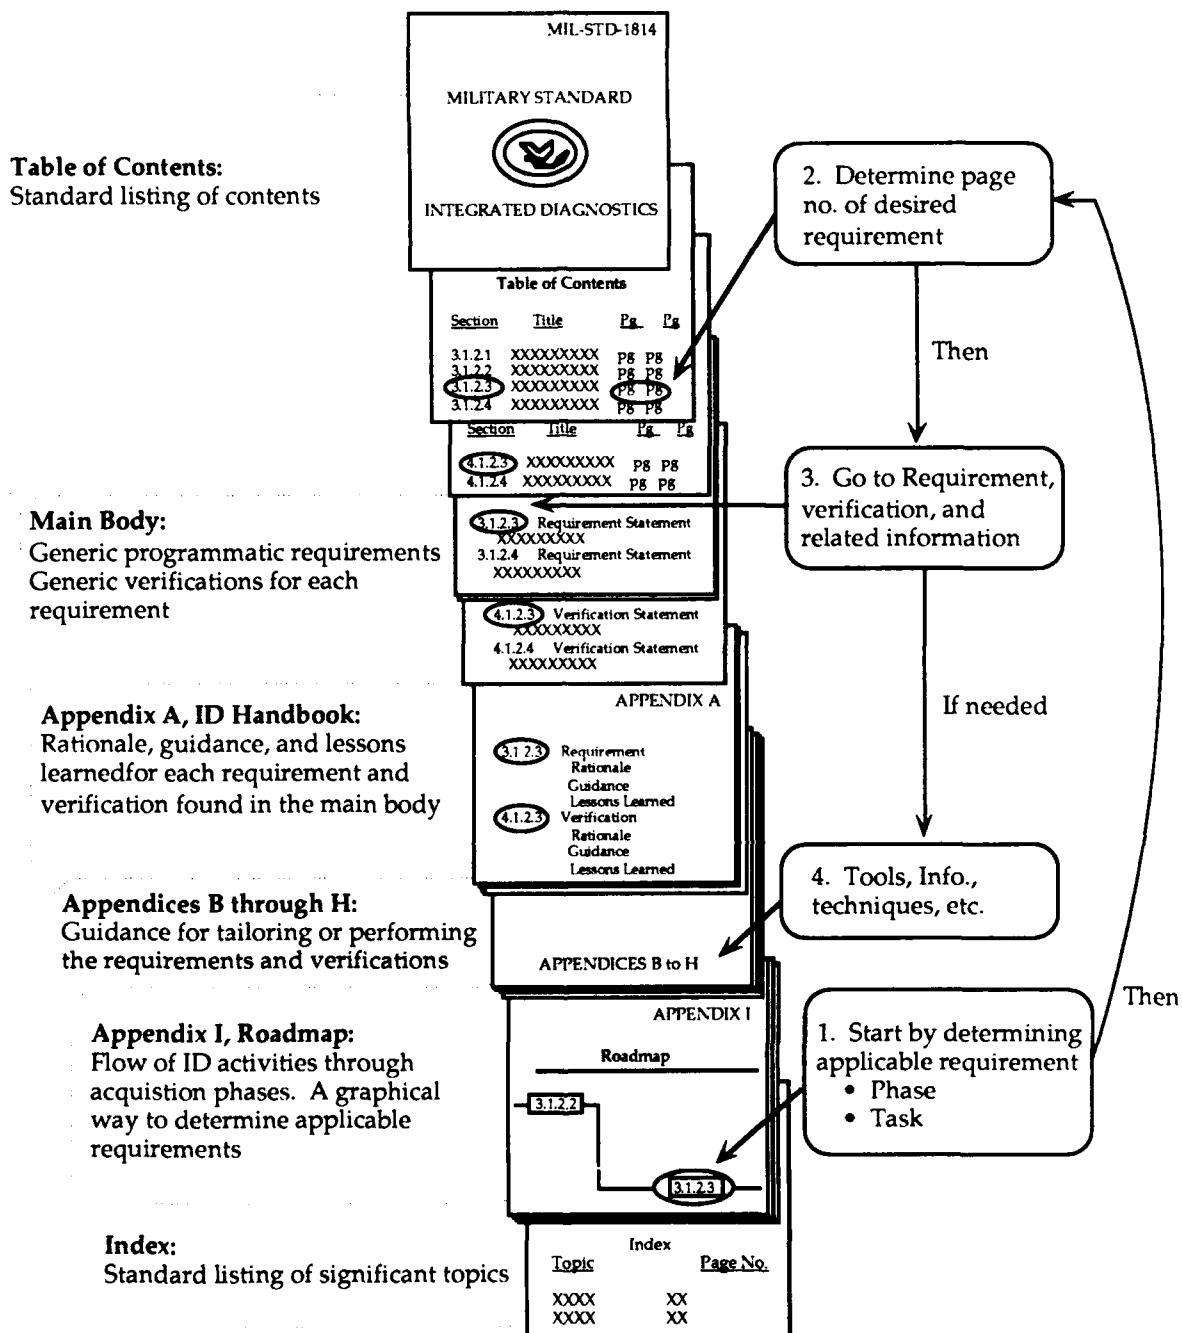 MIL-STD-1814
MILITARY STANDARD
INTEGRATED DIAGNOSTICS
Table of Contents:
Standard listing of contents
Table of Contents
Section Title Pg Pg
3.1.2.1 XXXXXXXXX Pg Pg
3.1.2.2 XXXXXXXXX Pg Pg
3.1.2.3 XXXXXXXXX Pg Pg
3.1.2.4 XXXXXXXXX Pg Pg
Section Title Pg Pg
4.1.2.3 XXXXXXXXX Pg Pg
4.1.2.4 XXXXXXXXX Pg Pg
2. Determine page
no. of desired
requirement
Then
Main Body:
Generic programmatic requirements
Generic verifications for each
requirement
3.1.2.3 Requirement Statement
XXXXXXXXX
3.1.2.4 Requirement Statement
XXXXXXXXX
4.1.2.3 Verification Statement
XXXXXXXXX
4.1.2.4 Verification Statement
XXXXXXXXX
3. Go to Requirement,
verification, and
related information
If needed
Appendix A, ID Handbook:
Rationale, guidance, and lessons
learnedfor each requirement and
verification found in the main body
APPENDIX A
3.1.2.3 Requirement
Rationale
Guidance
Lessons Learned
4.1.2.3 Verification
Rationale
Guidance
Lessons Learned
4. Tools, Info.,
techniques, etc.
Appendices B through H:
Guidance for tailoring or performing
the requirements and verifications
APPENDICES B to H
Appendix I, Roadmap:
Flow of ID activities through
acquistion phases. A graphical
way to determine applicable
requirements
APPENDIX I
Roadmap
3.1.2.2
3.1.2.3
1. Start by determining
applicable requirement
• Phase
• Task
Then
Index:
Standard listing of significant topics
Index
Topic Page No.
XXXX XX
XXXX XX